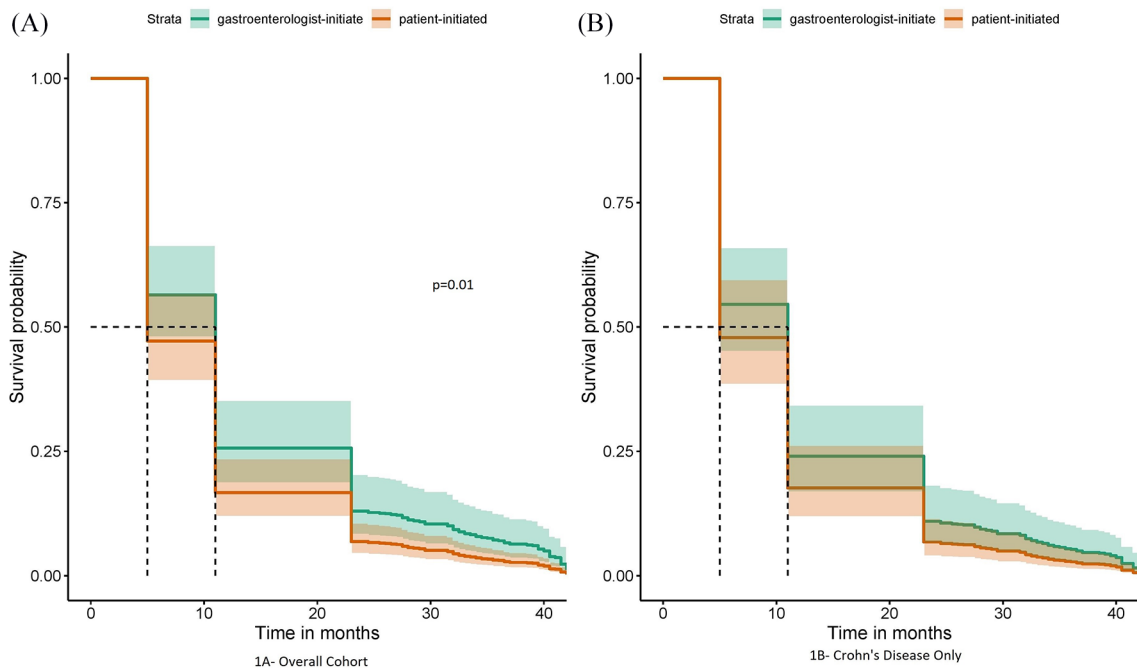 (A)
Strata gastroenterologist-initiate patient-initiated
1.00
0.75
0.50
0.25
0.00
Survival probability
p=0.01
0 10 20 30 40
Time in months
1A- Overall Cohort
(B)
Strata gastroenterologist-initiate patient-initiated
1.00
0.75
0.50
0.25
0.00
Survival probability
0 10 20 30 40
Time in months
1B- Crohn's Disease Only